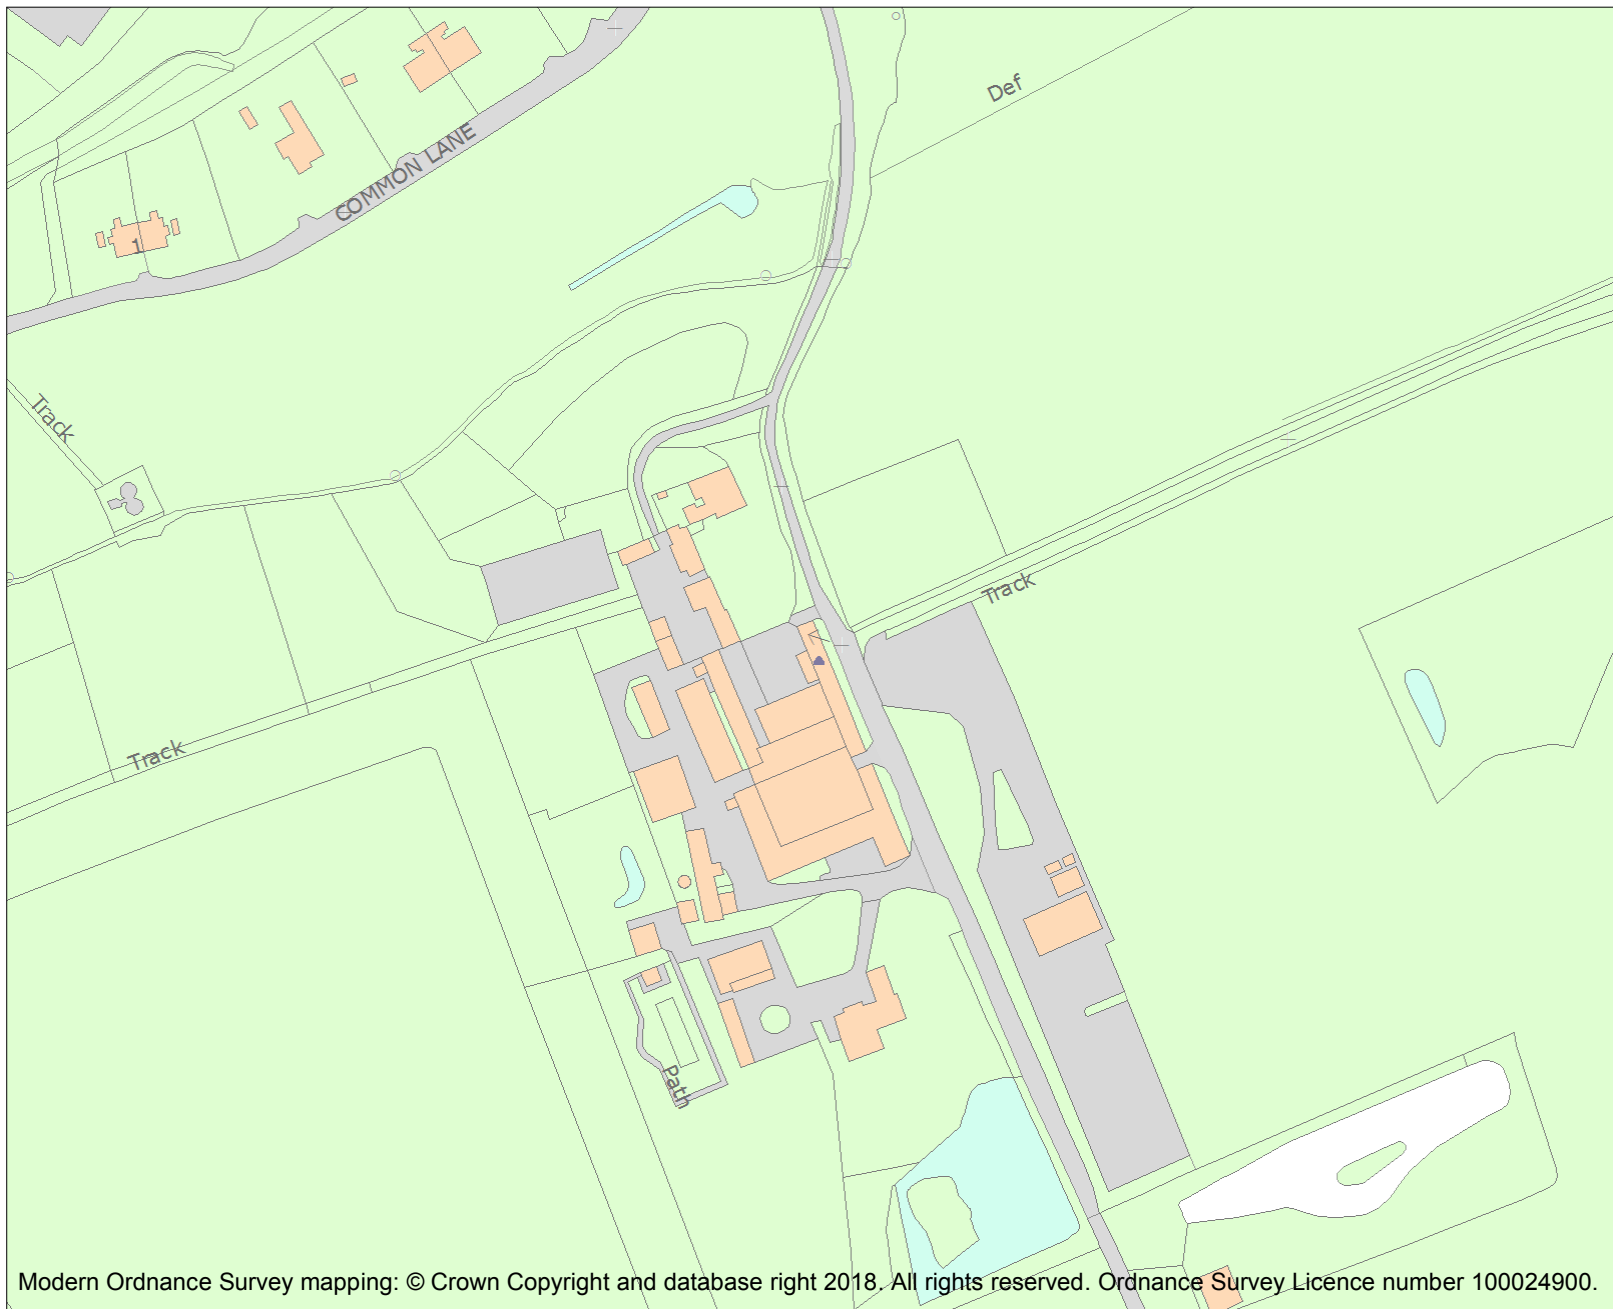 Def
COMMON LANE
1
Track
Track
Track
Path
Modern Ordnance Survey mapping: © Crown Copyright and database right 2018. All rights reserved. Ordnance Survey Licence number 100024900.